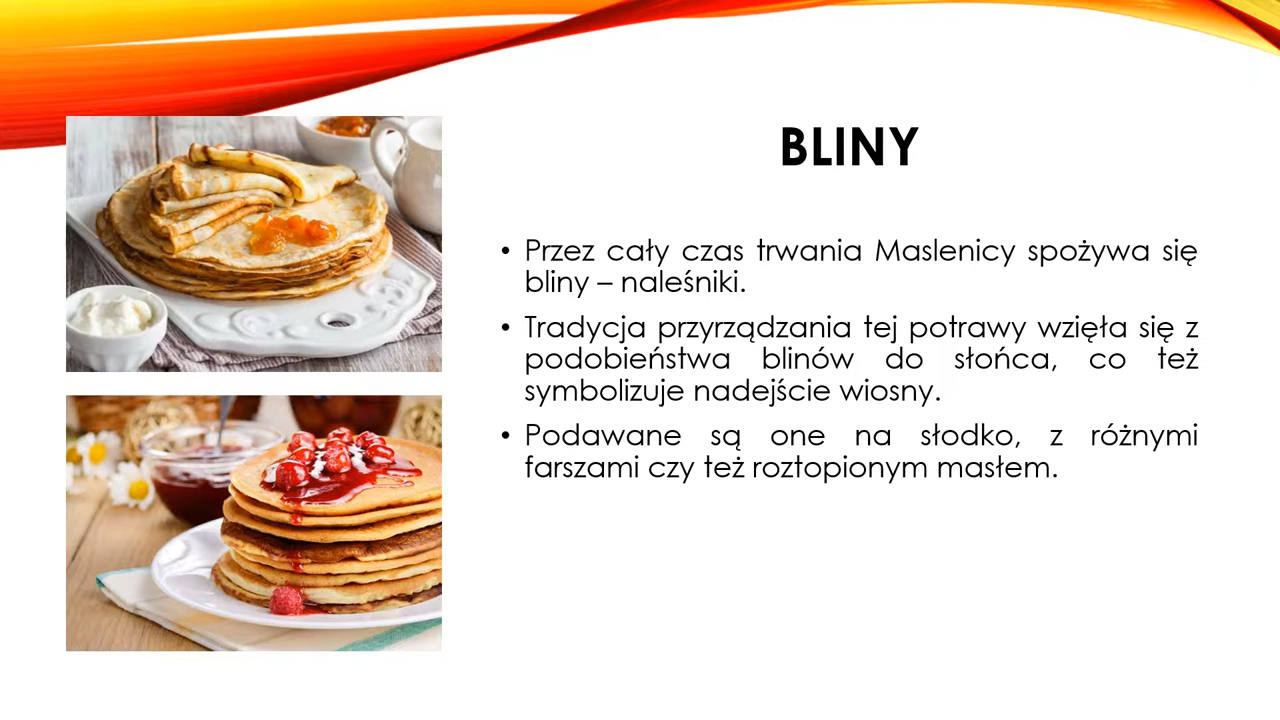 BLINY
• Przez cały czas trwania Maslenicy spożywa się
bliny – naleśniki.
• Tradycja przyrządzania tej potrawy wzięła się z
podobieństwa blinów do słońca, co też
symbolizuje nadejście wiosny.
• Podawane są one na słodko, z różnymi
farszami czy też roztopionym masłem.